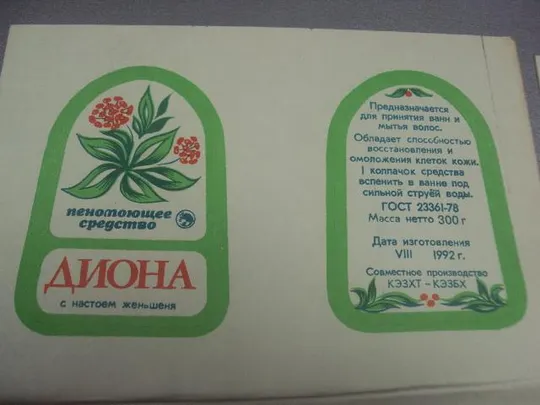 пеномоющее
средство
ДИОНА
с настоем женьшеня
Предназначается
для принятия ванн и
мытья волос.
Обладает способностью
восстановления и
омоложения клеток кожи.
1 колпачок средства
вспенить в ванне под
сильной струёй воды.
ГОСТ 23361-78
Масса нетто 300 г
Дата изготовления
VIII 1992 г.
Совместное производство
КЭЗХТ – КЭЗБХ